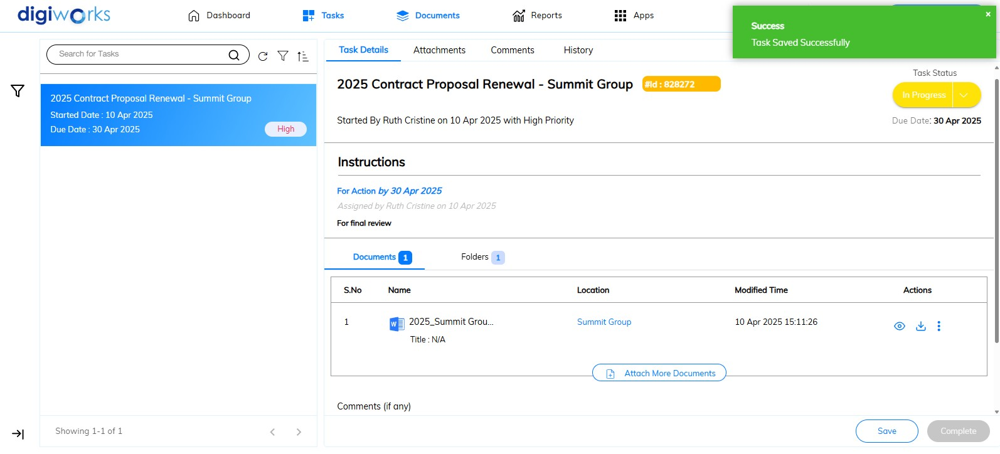 digiworks
Dashboard
Tasks
Documents
Reports
Apps
×
Success
Task Saved Successfully
Search for Tasks
2025 Contract Proposal Renewal - Summit Group
Started Date : 10 Apr 2025
Due Date : 30 Apr 2025
High
Showing 1-1 of 1
Task Details
Attachments
Comments
History
2025 Contract Proposal Renewal - Summit Group
#Id : 828272
Task Status
In Progress
Started By Ruth Cristine on 10 Apr 2025 with High Priority
Due Date: 30 Apr 2025
Instructions
For Action by 30 Apr 2025
Assigned by Ruth Cristine on 10 Apr 2025
For final review
Documents 1
Folders 1
S.No Name Location Modified Time Actions
1 2025_Summit Grou... Summit Group 10 Apr 2025 15:11:26
Title : N/A
Attach More Documents
Comments (if any)
Save
Complete